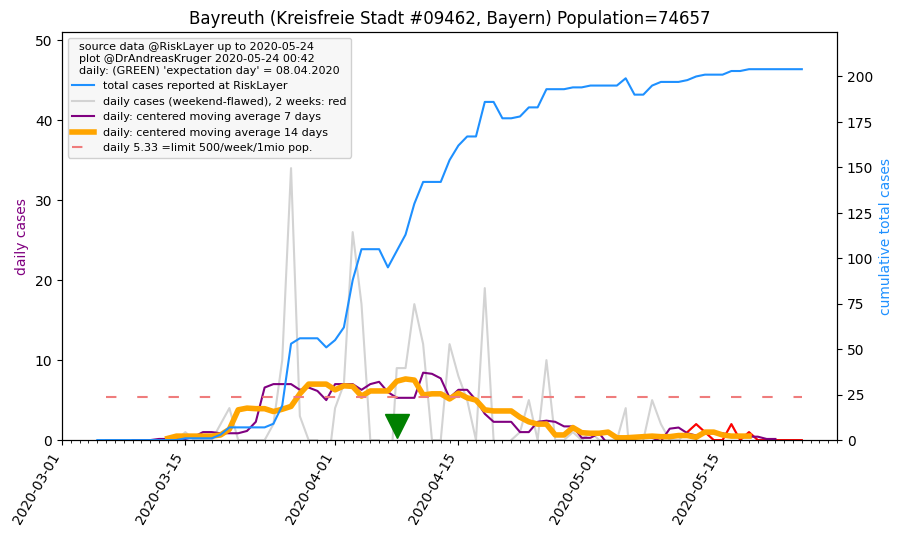 Bayreuth (Kreisfreie Stadt #09462, Bayern) Population=74657
source data @RiskLayer up to 2020-05-24
plot @DrAndreasKruger 2020-05-24 00:42
daily: (GREEN) 'expectation day' = 08.04.2020
total cases reported at RiskLayer
daily cases (weekend-flawed), 2 weeks: red
daily: centered moving average 7 days
daily: centered moving average 14 days
daily 5.33 =limit 500/week/1mio pop.
daily cases
50
40
30
20
10
0
cumulative total cases
200
175
150
125
100
75
50
25
0
2020-03-01
2020-03-15
2020-04-01
2020-04-15
2020-05-01
2020-05-15